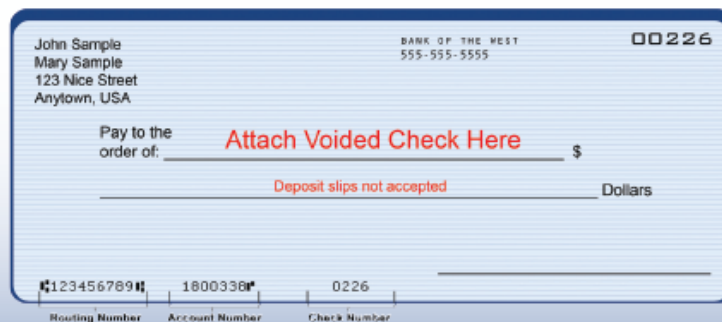 John Sample
Mary Sample
123 Nice Street
Anytown, USA
BANK OF THE WEST
555-555-5555
00226
Pay to the
order of:
Attach Voided Check Here
$
Deposit slips not accepted
Dollars
⑆123456789⑆ 1800338⑈ 0226
Routing Number Account Number Check Number